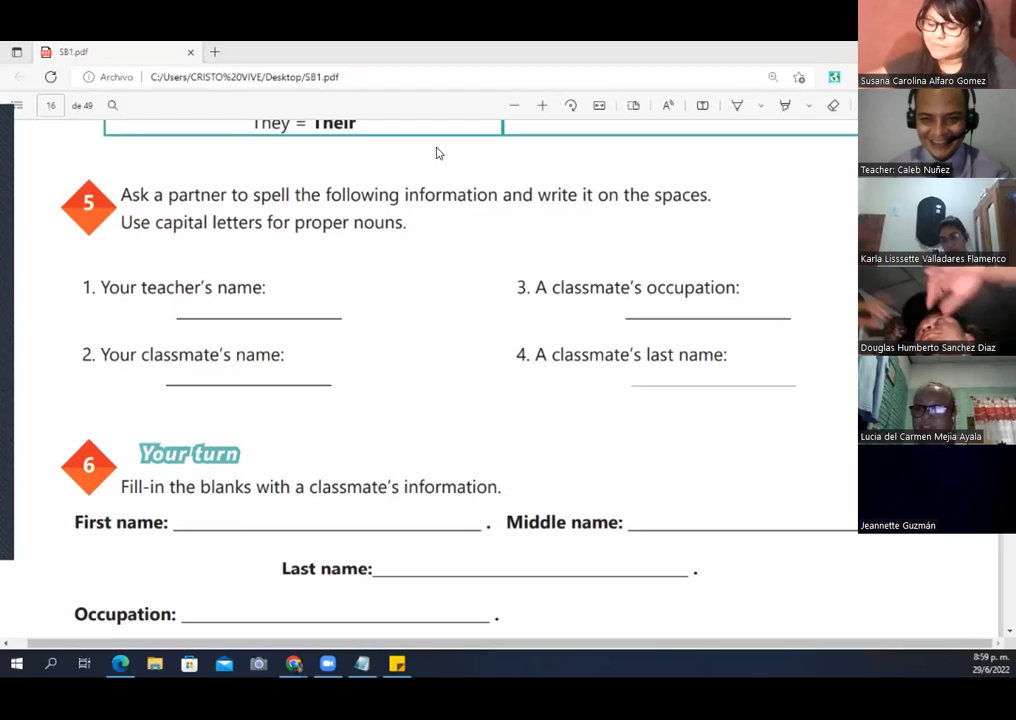 SB1.pdf
Archivo C:/Users/CRISTO%20VIVE/Desktop/SB1.pdf
16 de 49
They = Their
5
Ask a partner to spell the following information and write it on the spaces.
Use capital letters for proper nouns.
1. Your teacher's name:
3. A classmate's occupation:
2. Your classmate's name:
4. A classmate's last name:
6
Your turn
Fill-in the blanks with a classmate's information.
First name: . Middle name:
Last name: .
Occupation: .
Susana Carolina Alfaro Gomez
Teacher: Caleb Nuñez
Karla Lisssette Valladares Flamenco
Douglas Humberto Sanchez Diaz
Lucia del Carmen Mejia Ayala
Jeannette Guzmán
8:59 p. m.
29/6/2022